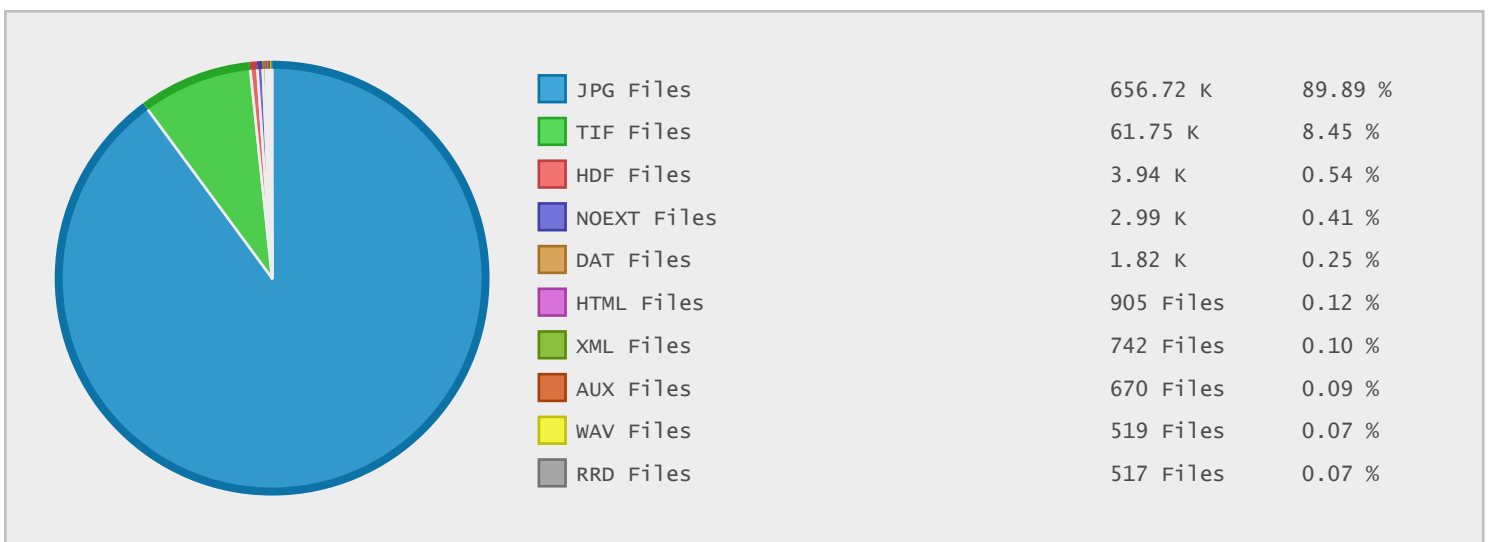 JPG Files 656.72 K 89.89 %
TIF Files 61.75 K 8.45 %
HDF Files 3.94 K 0.54 %
NOEXT Files 2.99 K 0.41 %
DAT Files 1.82 K 0.25 %
HTML Files 905 Files 0.12 %
XML Files 742 Files 0.10 %
AUX Files 670 Files 0.09 %
WAV Files 519 Files 0.07 %
RRD Files 517 Files 0.07 %